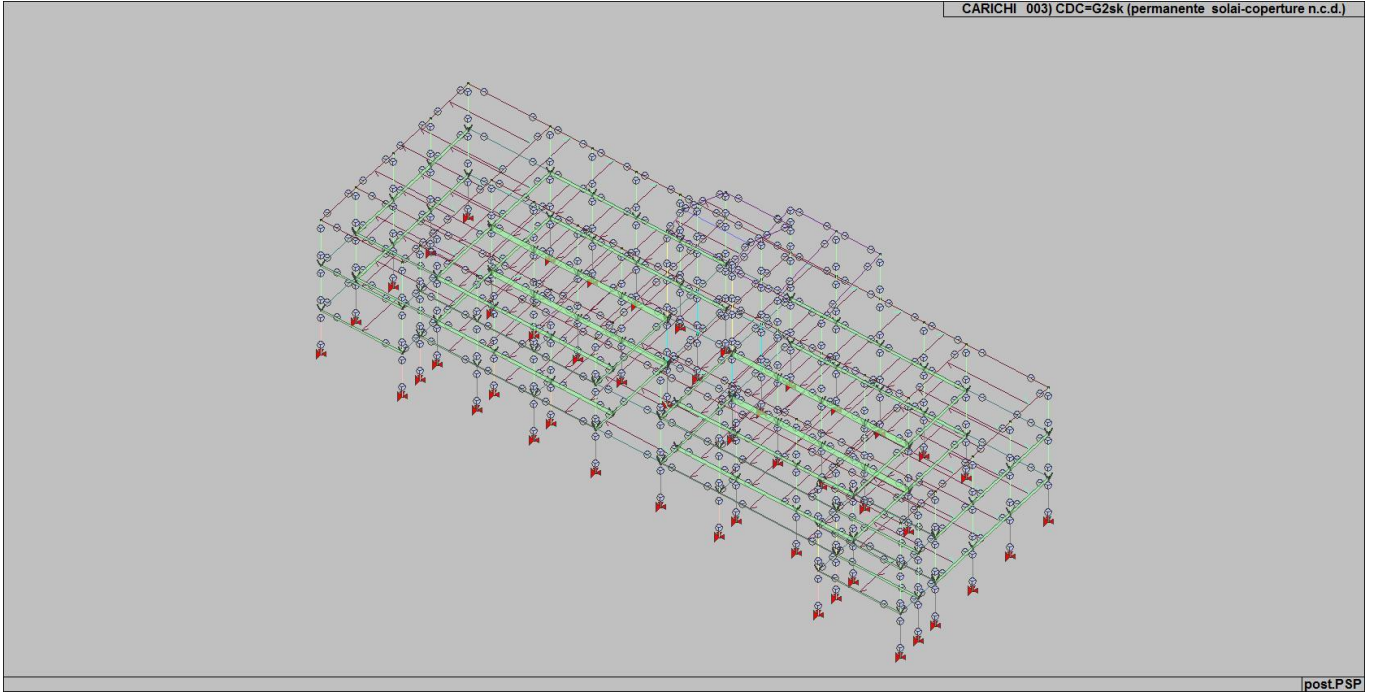 CARICHI 003) CDC=G2sk (permanente solai-coperture n.c.d.)
post.PSP